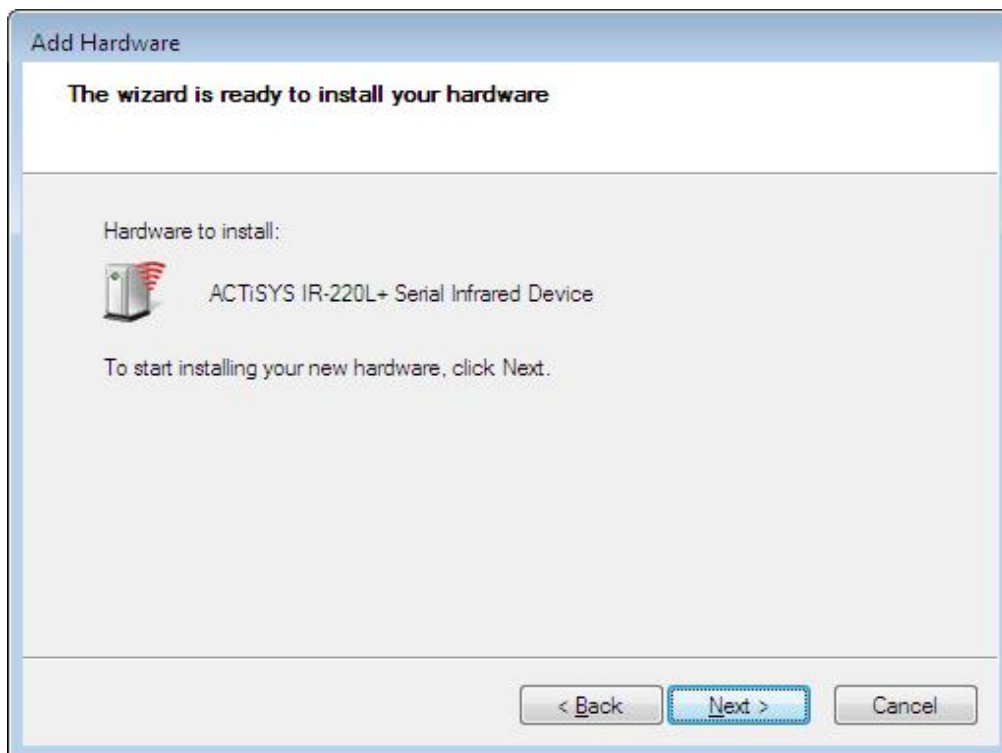 Add Hardware
The wizard is ready to install your hardware
Hardware to install:
ACTiSYS IR-220L+ Serial Infrared Device
To start installing your new hardware, click Next.
< Back
Next >
Cancel